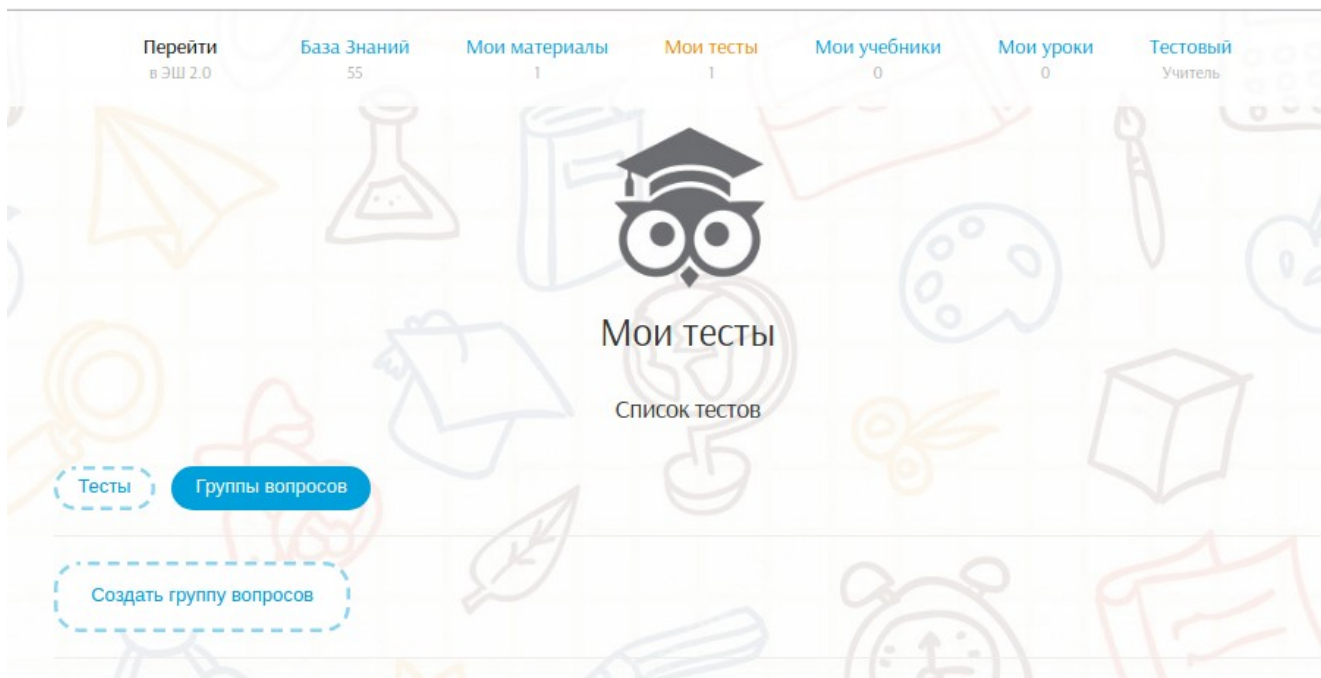 Перейти
в ЭШ 2.0
База Знаний
55
Мои материалы
1
Мои тесты
1
Мои учебники
0
Мои уроки
0
Тестовый
Учитель
Мои тесты
Список тестов
Тесты
Группы вопросов
Создать группу вопросов